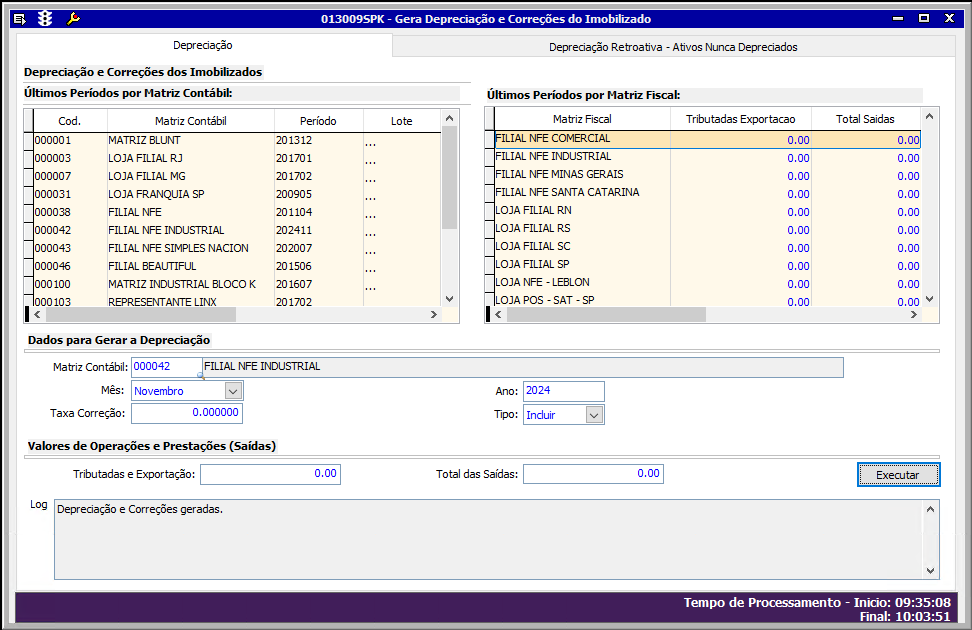 013009SPK - Gera Depreciação e Correções do Imobilizado
Depreciação
Depreciação Retroativa - Ativos Nunca Depreciados
Depreciação e Correções dos Imobilizados
Últimos Períodos por Matriz Contábil:
Cod. Matriz Contábil Período Lote
000001 MATRIZ BLUNT 201312 ...
000003 LOJA FILIAL RJ 201701 ...
000007 LOJA FILIAL MG 201702 ...
000031 LOJA FRANQUIA SP 200905 ...
000038 FILIAL NFE 201104 ...
000042 FILIAL NFE INDUSTRIAL 202411 ...
000043 FILIAL NFE SIMPLES NACION 202007 ...
000046 FILIAL BEAUTIFUL 201506 ...
000100 MATRIZ INDUSTRIAL BLOCO K 201607 ...
000103 REPRESENTANTE LINX 201702
Últimos Períodos por Matriz Fiscal:
Matriz Fiscal Tributadas Exportacao Total Saidas
FILIAL NFE COMERCIAL 0.00 0.00
FILIAL NFE INDUSTRIAL 0.00 0.00
FILIAL NFE MINAS GERAIS 0.00 0.00
FILIAL NFE SANTA CATARINA 0.00 0.00
LOJA FILIAL RN 0.00 0.00
LOJA FILIAL RS 0.00 0.00
LOJA FILIAL SC 0.00 0.00
LOJA FILIAL SP 0.00 0.00
LOJA NFE - LEBLON 0.00 0.00
LOJA POS - SAT - SP 0.00 0.00
Dados para Gerar a Depreciação
Matriz Contábil: 000042 FILIAL NFE INDUSTRIAL
Mês: Novembro Ano: 2024
Taxa Correção: 0.000000 Tipo: Incluir
Valores de Operações e Prestações (Saídas)
Tributadas e Exportação: 0.00 Total das Saídas: 0.00 Executar
Log Depreciação e Correções geradas.
Tempo de Processamento - Inicio: 09:35:08
Final: 10:03:51